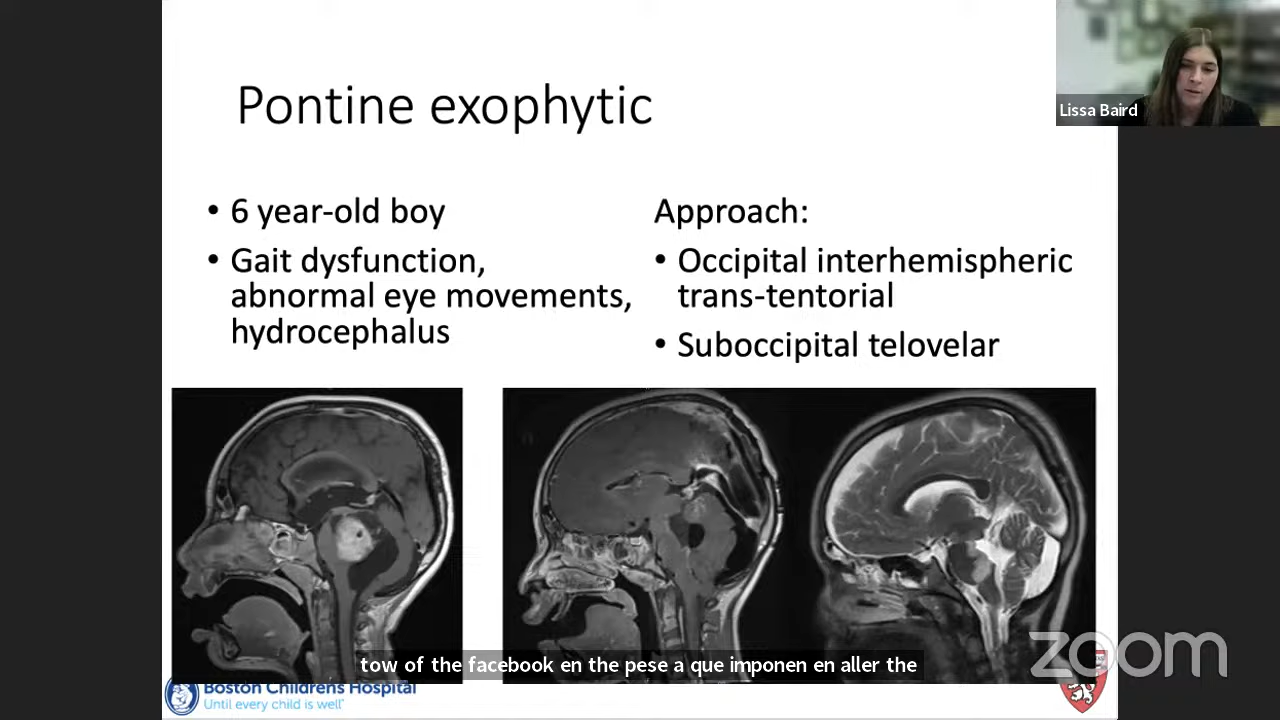 Pontine exophytic
Lissa Baird
• 6 year-old boy
• Gait dysfunction,
abnormal eye movements,
hydrocephalus
Approach:
• Occipital interhemispheric
trans-tentorial
• Suboccipital telovelar
tow of the facebook en the pese a que imponen en aller the
Boston Childrens Hospital
Until every child is well
zoom